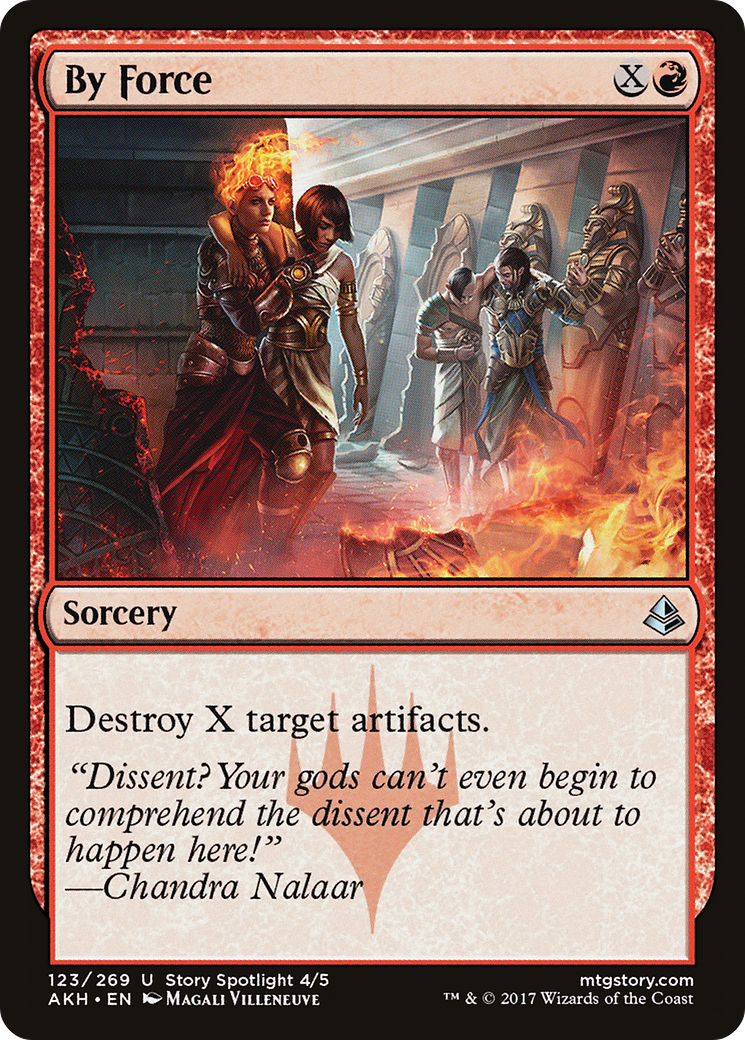 By Force X
Sorcery
Destroy X target artifacts.
“Dissent? Your gods can’t even begin to
comprehend the dissent that’s about to
happen here!”
—Chandra Nalaar
123/269 U Story Spotlight 4/5
mtgstory.com
AKH • EN Magali Villeneuve
™ & © 2017 Wizards of the Coast